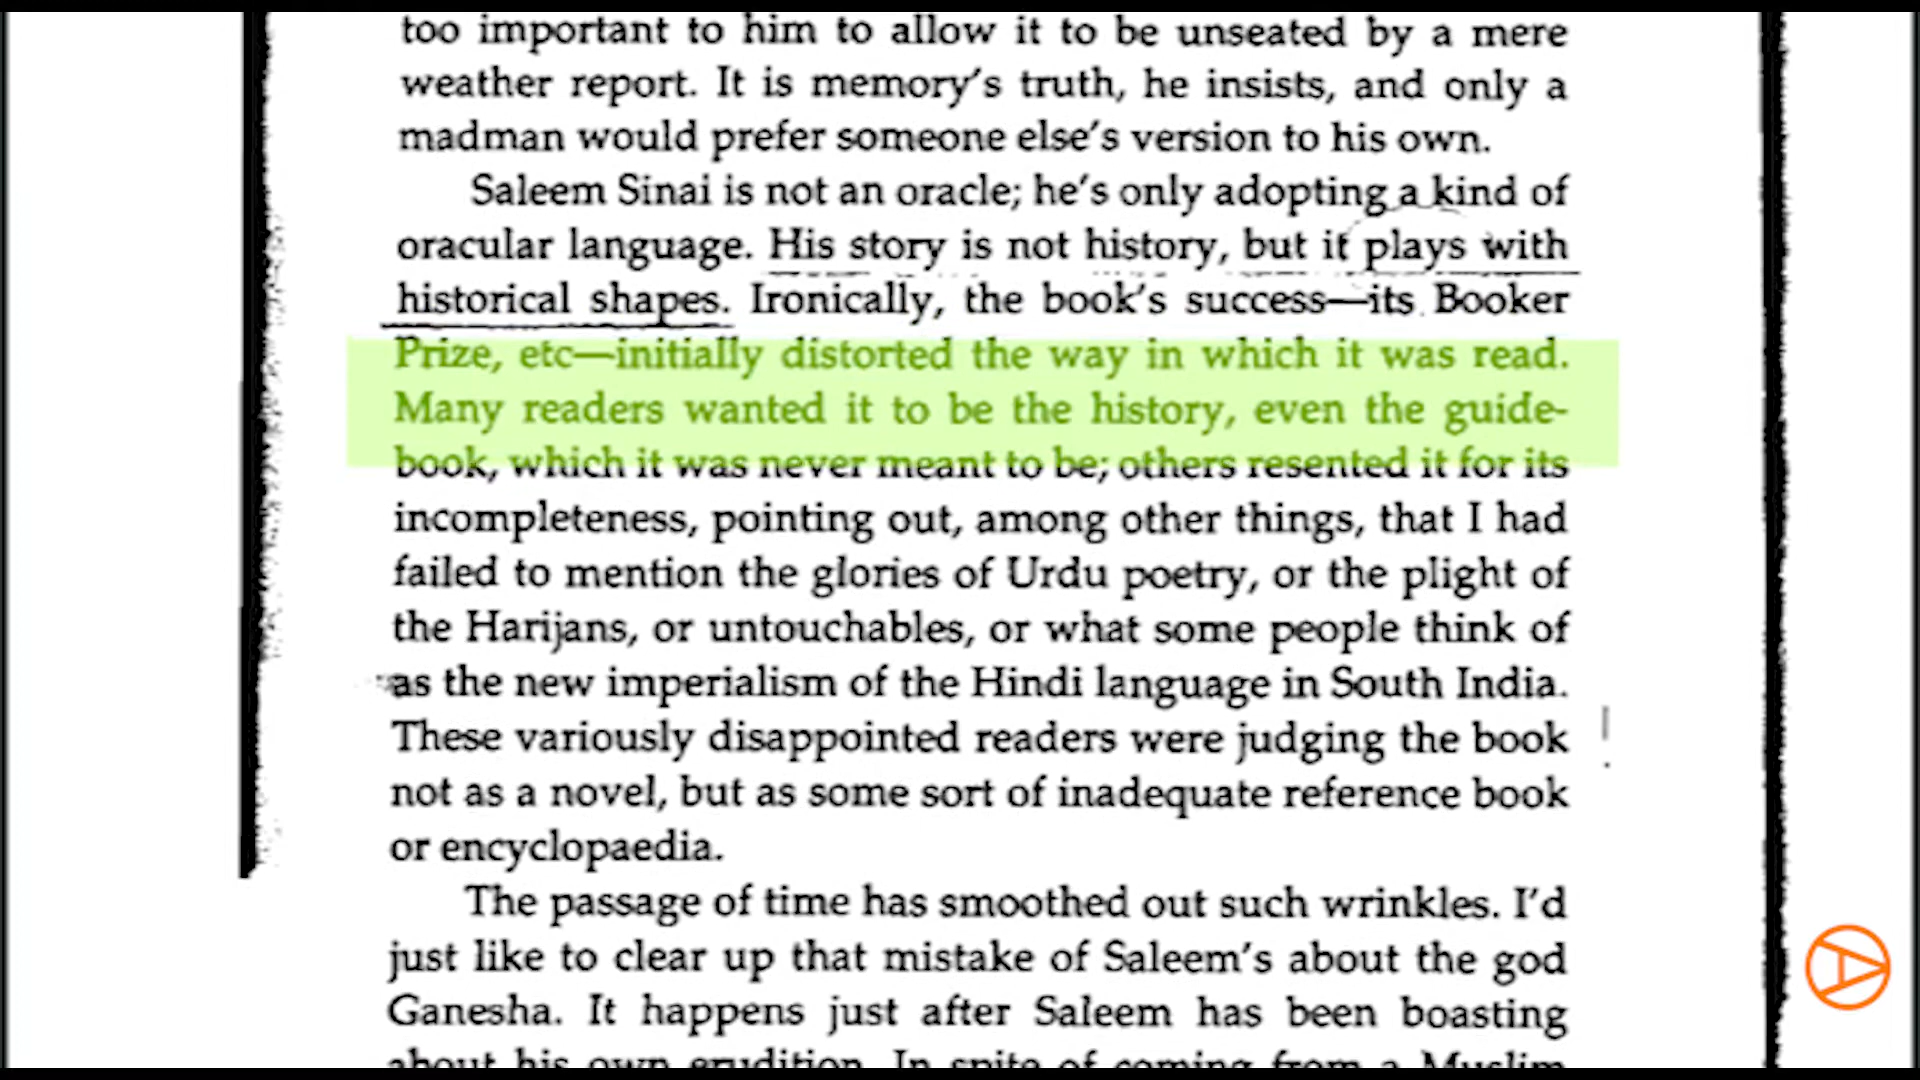 too important to him to allow it to be unseated by a mere
weather report. It is memory's truth, he insists, and only a
madman would prefer someone else's version to his own.
Saleem Sinai is not an oracle; he's only adopting a kind of
oracular language. His story is not history, but it plays with
historical shapes. Ironically, the book's success—its Booker
Prize, etc—initially distorted the way in which it was read.
Many readers wanted it to be the history, even the guide-
book, which it was never meant to be; others resented it for its
incompleteness, pointing out, among other things, that I had
failed to mention the glories of Urdu poetry, or the plight of
the Harijans, or untouchables, or what some people think of
as the new imperialism of the Hindi language in South India.
These variously disappointed readers were judging the book
not as a novel, but as some sort of inadequate reference book
or encyclopaedia.
The passage of time has smoothed out such wrinkles. I'd
just like to clear up that mistake of Saleem's about the god
Ganesha. It happens just after Saleem has been boasting
about his own erudition. In spite of coming from a Muslim